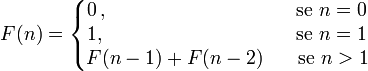 F(n) = { 0, se n = 0
1, se n = 1
F(n − 1) + F(n − 2) se n > 1